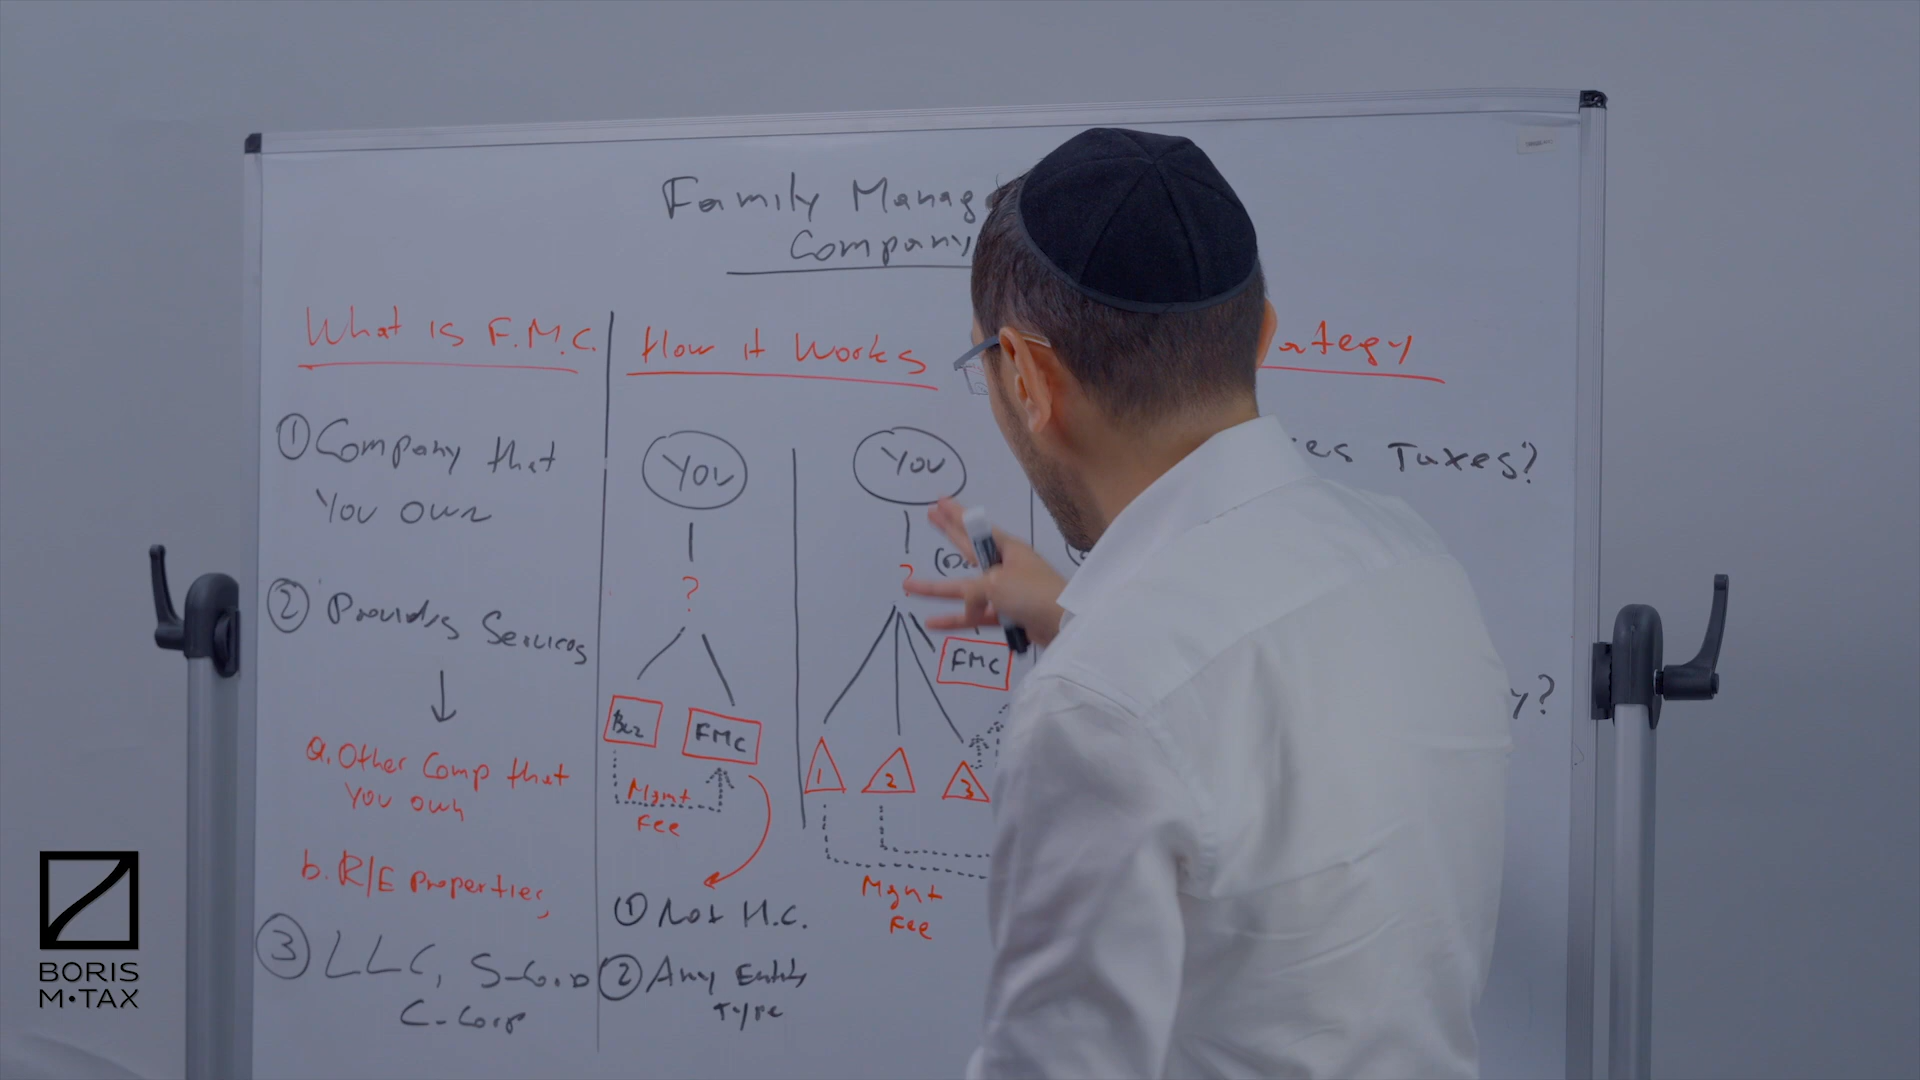 Family Manag
Company
What is F.M.C.
① Company that
You own
② Provides Services
a. Other Comp that
You own
b. R/E Properties,
③ LLC, S-Corp
C-Corp
How it Works
You
?
Biz
FMC
Mgmt
Fee
① Not H.C.
② Any Entity
Type
You
?
FMC
1
2
3
Mgmt
Fee
ategy
es Taxes?
y?
BORIS
M•TAX